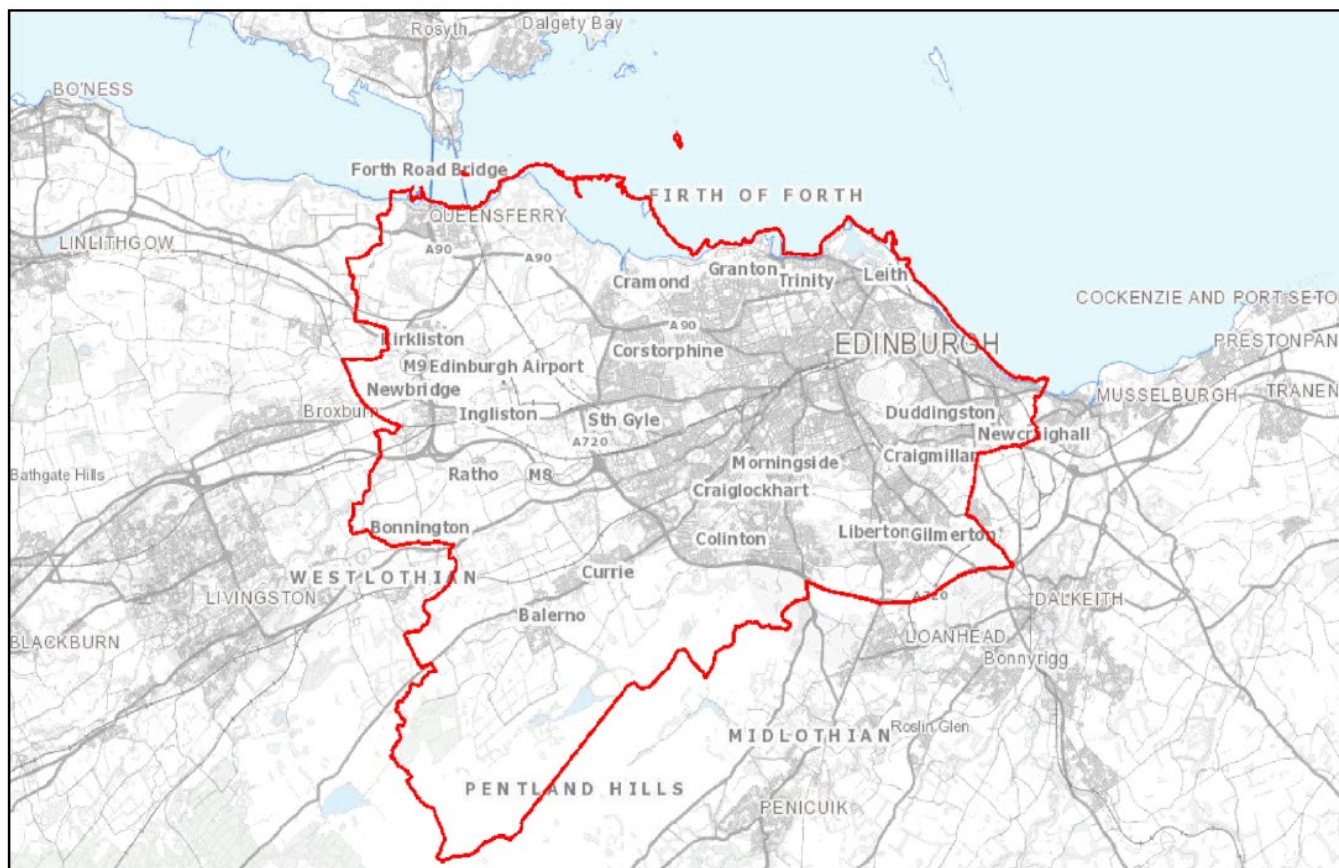 Rosyth
Dalgety Bay
BO'NESS
Forth Road Bridge
FIRTH OF FORTH
QUEENSFERRY
LINLITHGOW
A90
A90
Cramond
Granton
Trinity
Leith
COCKENZIE AND PORT SETO
A90
Kirkliston
Corstorphine
EDINBURGH
PRESTONPAN
M9
Edinburgh Airport
Newbridge
MUSSELBURGH
TRANEN
Broxburn
Ingliston
Sth Gyle
Duddingston
Newcraighall
A720
Craigmillar
Bathgate Hills
Ratho
M8
Morningside
Craiglockhart
Bonnington
Colinton
Liberton
Gilmerton
WEST LOTHIAN
Currie
LIVINGSTON
A720
DALKEITH
Balerno
BLACKBURN
LOANHEAD
Bonnyrigg
MIDLOTHIAN
Roslin Glen
PENTLAND HILLS
PENICUIK